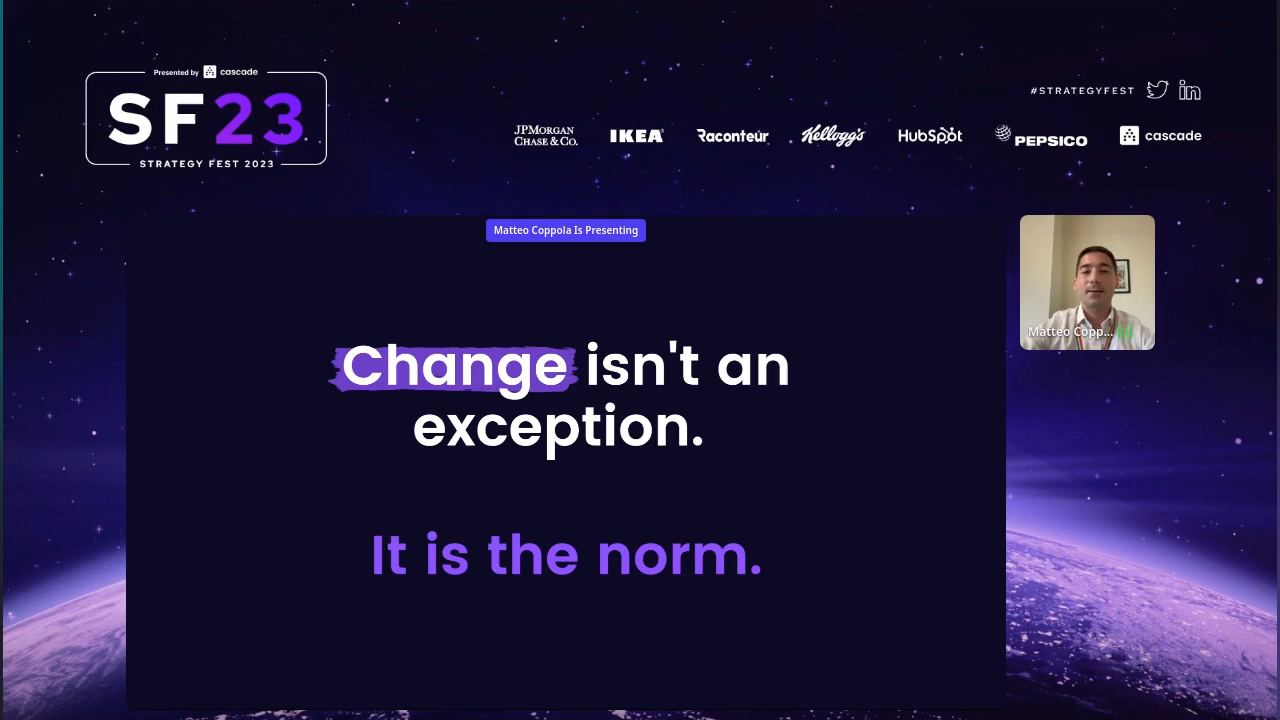 Presented by cascade
SF23
STRATEGY FEST 2023
#STRATEGYFEST
JPMORGAN
CHASE & CO.
IKEA
Raconteur
Kellogg's
HubSpot
PEPSICO
cascade
Matteo Coppola Is Presenting
Matteo Copp...
Change isn't an
exception.
It is the norm.